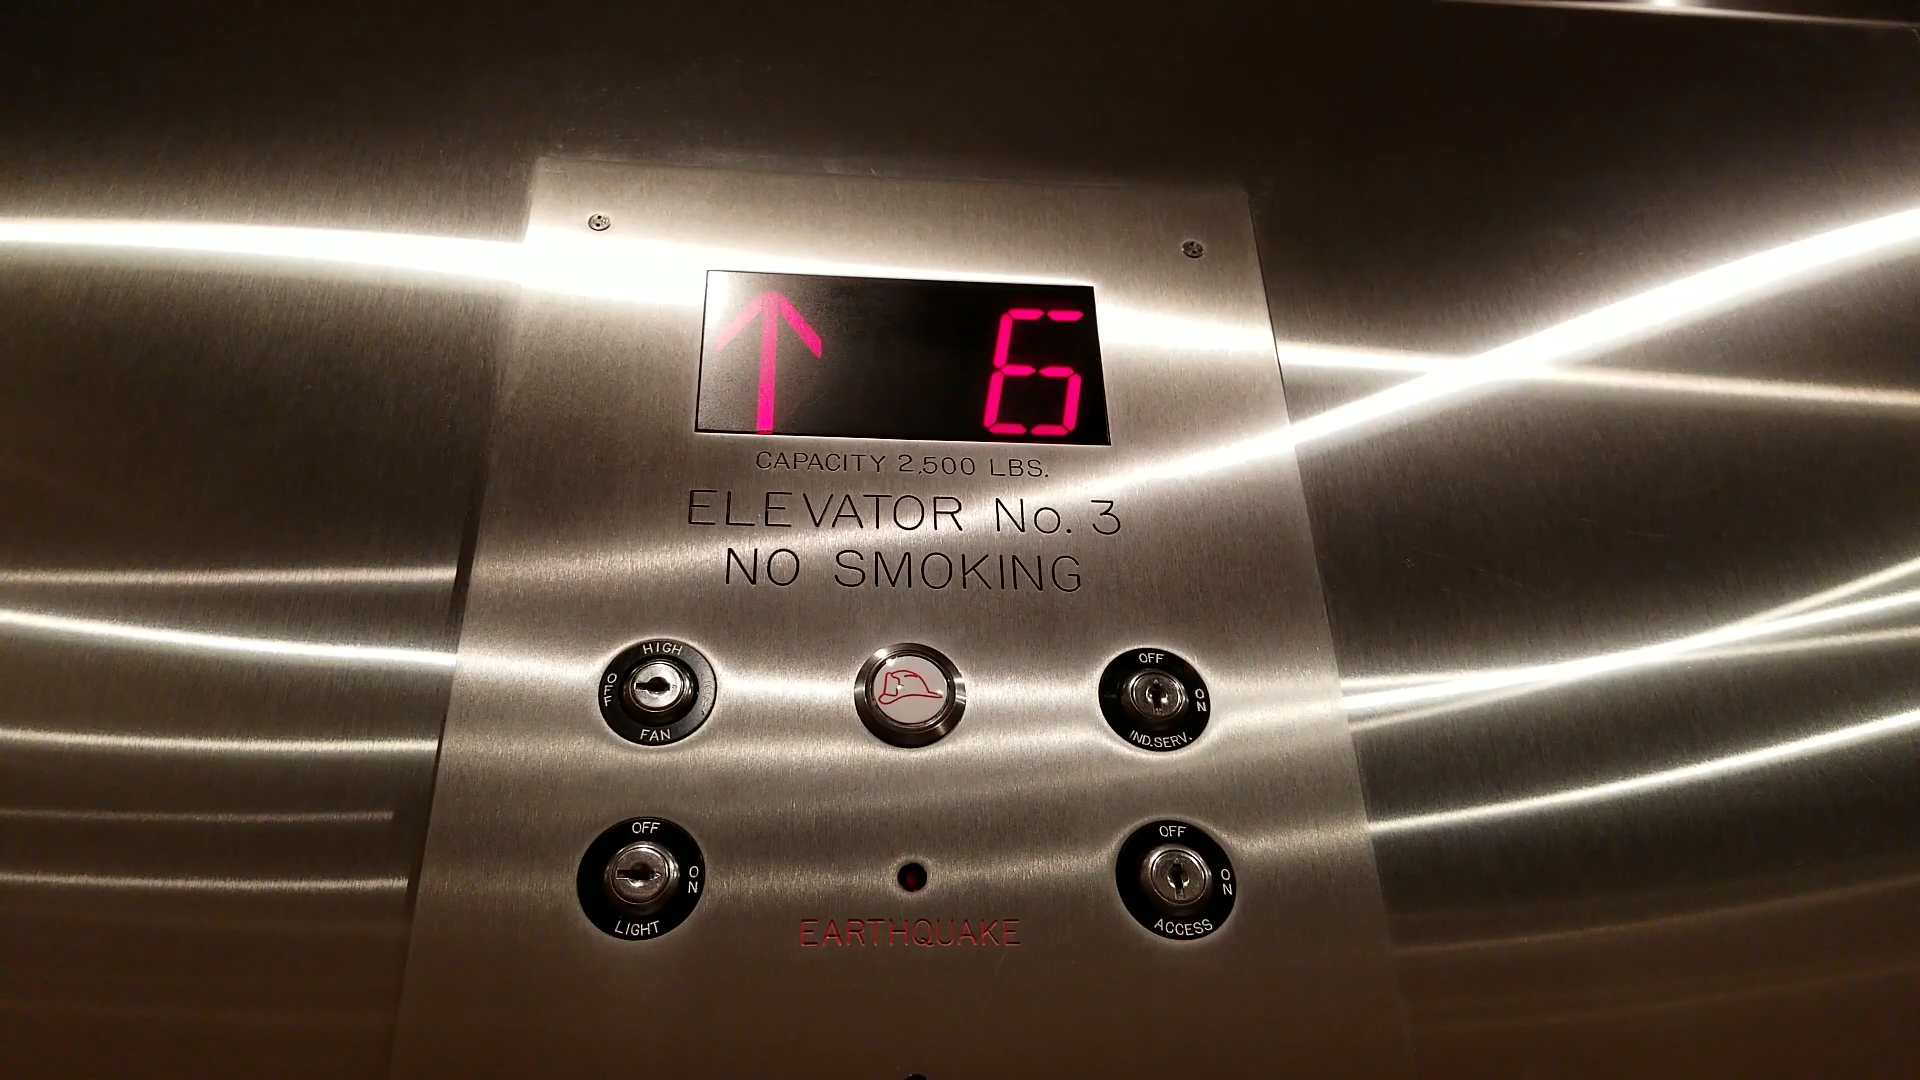 6
CAPACITY 2,500 LBS.
ELEVATOR No. 3
NO SMOKING
HIGH
OFF
FAN
OFF
ON
IND.SERV.
OFF
ON
LIGHT
EARTHQUAKE
OFF
ON
ACCESS